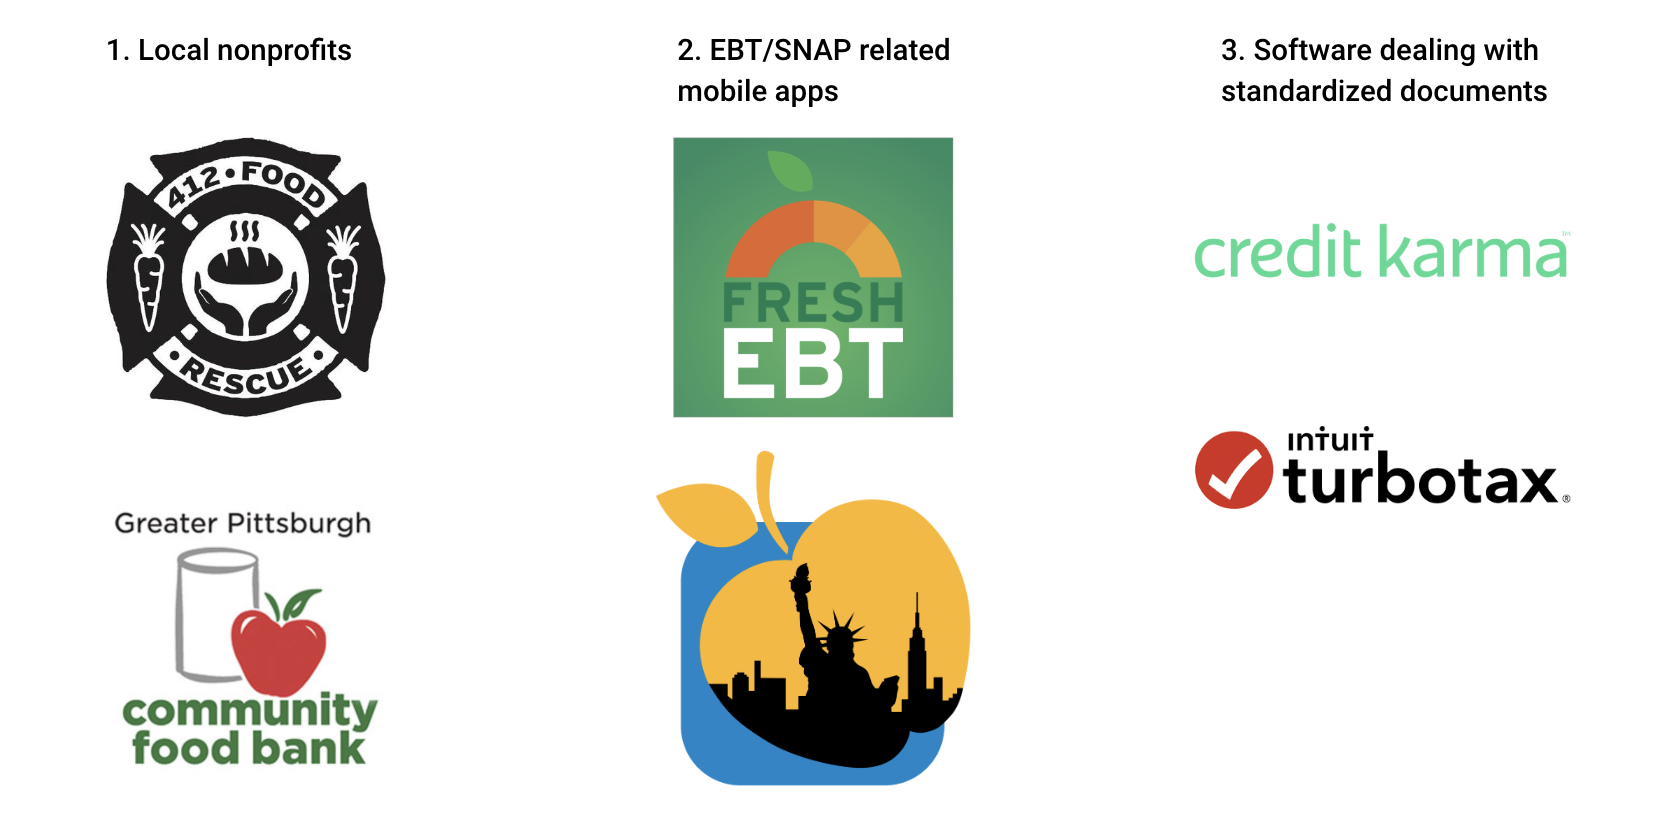 1. Local nonprofits
412 • FOOD
RESCUE
Greater Pittsburgh
community
food bank
2. EBT/SNAP related
mobile apps
FRESH
EBT
3. Software dealing with
standardized documents
credit karma™
intuit
turbotax®